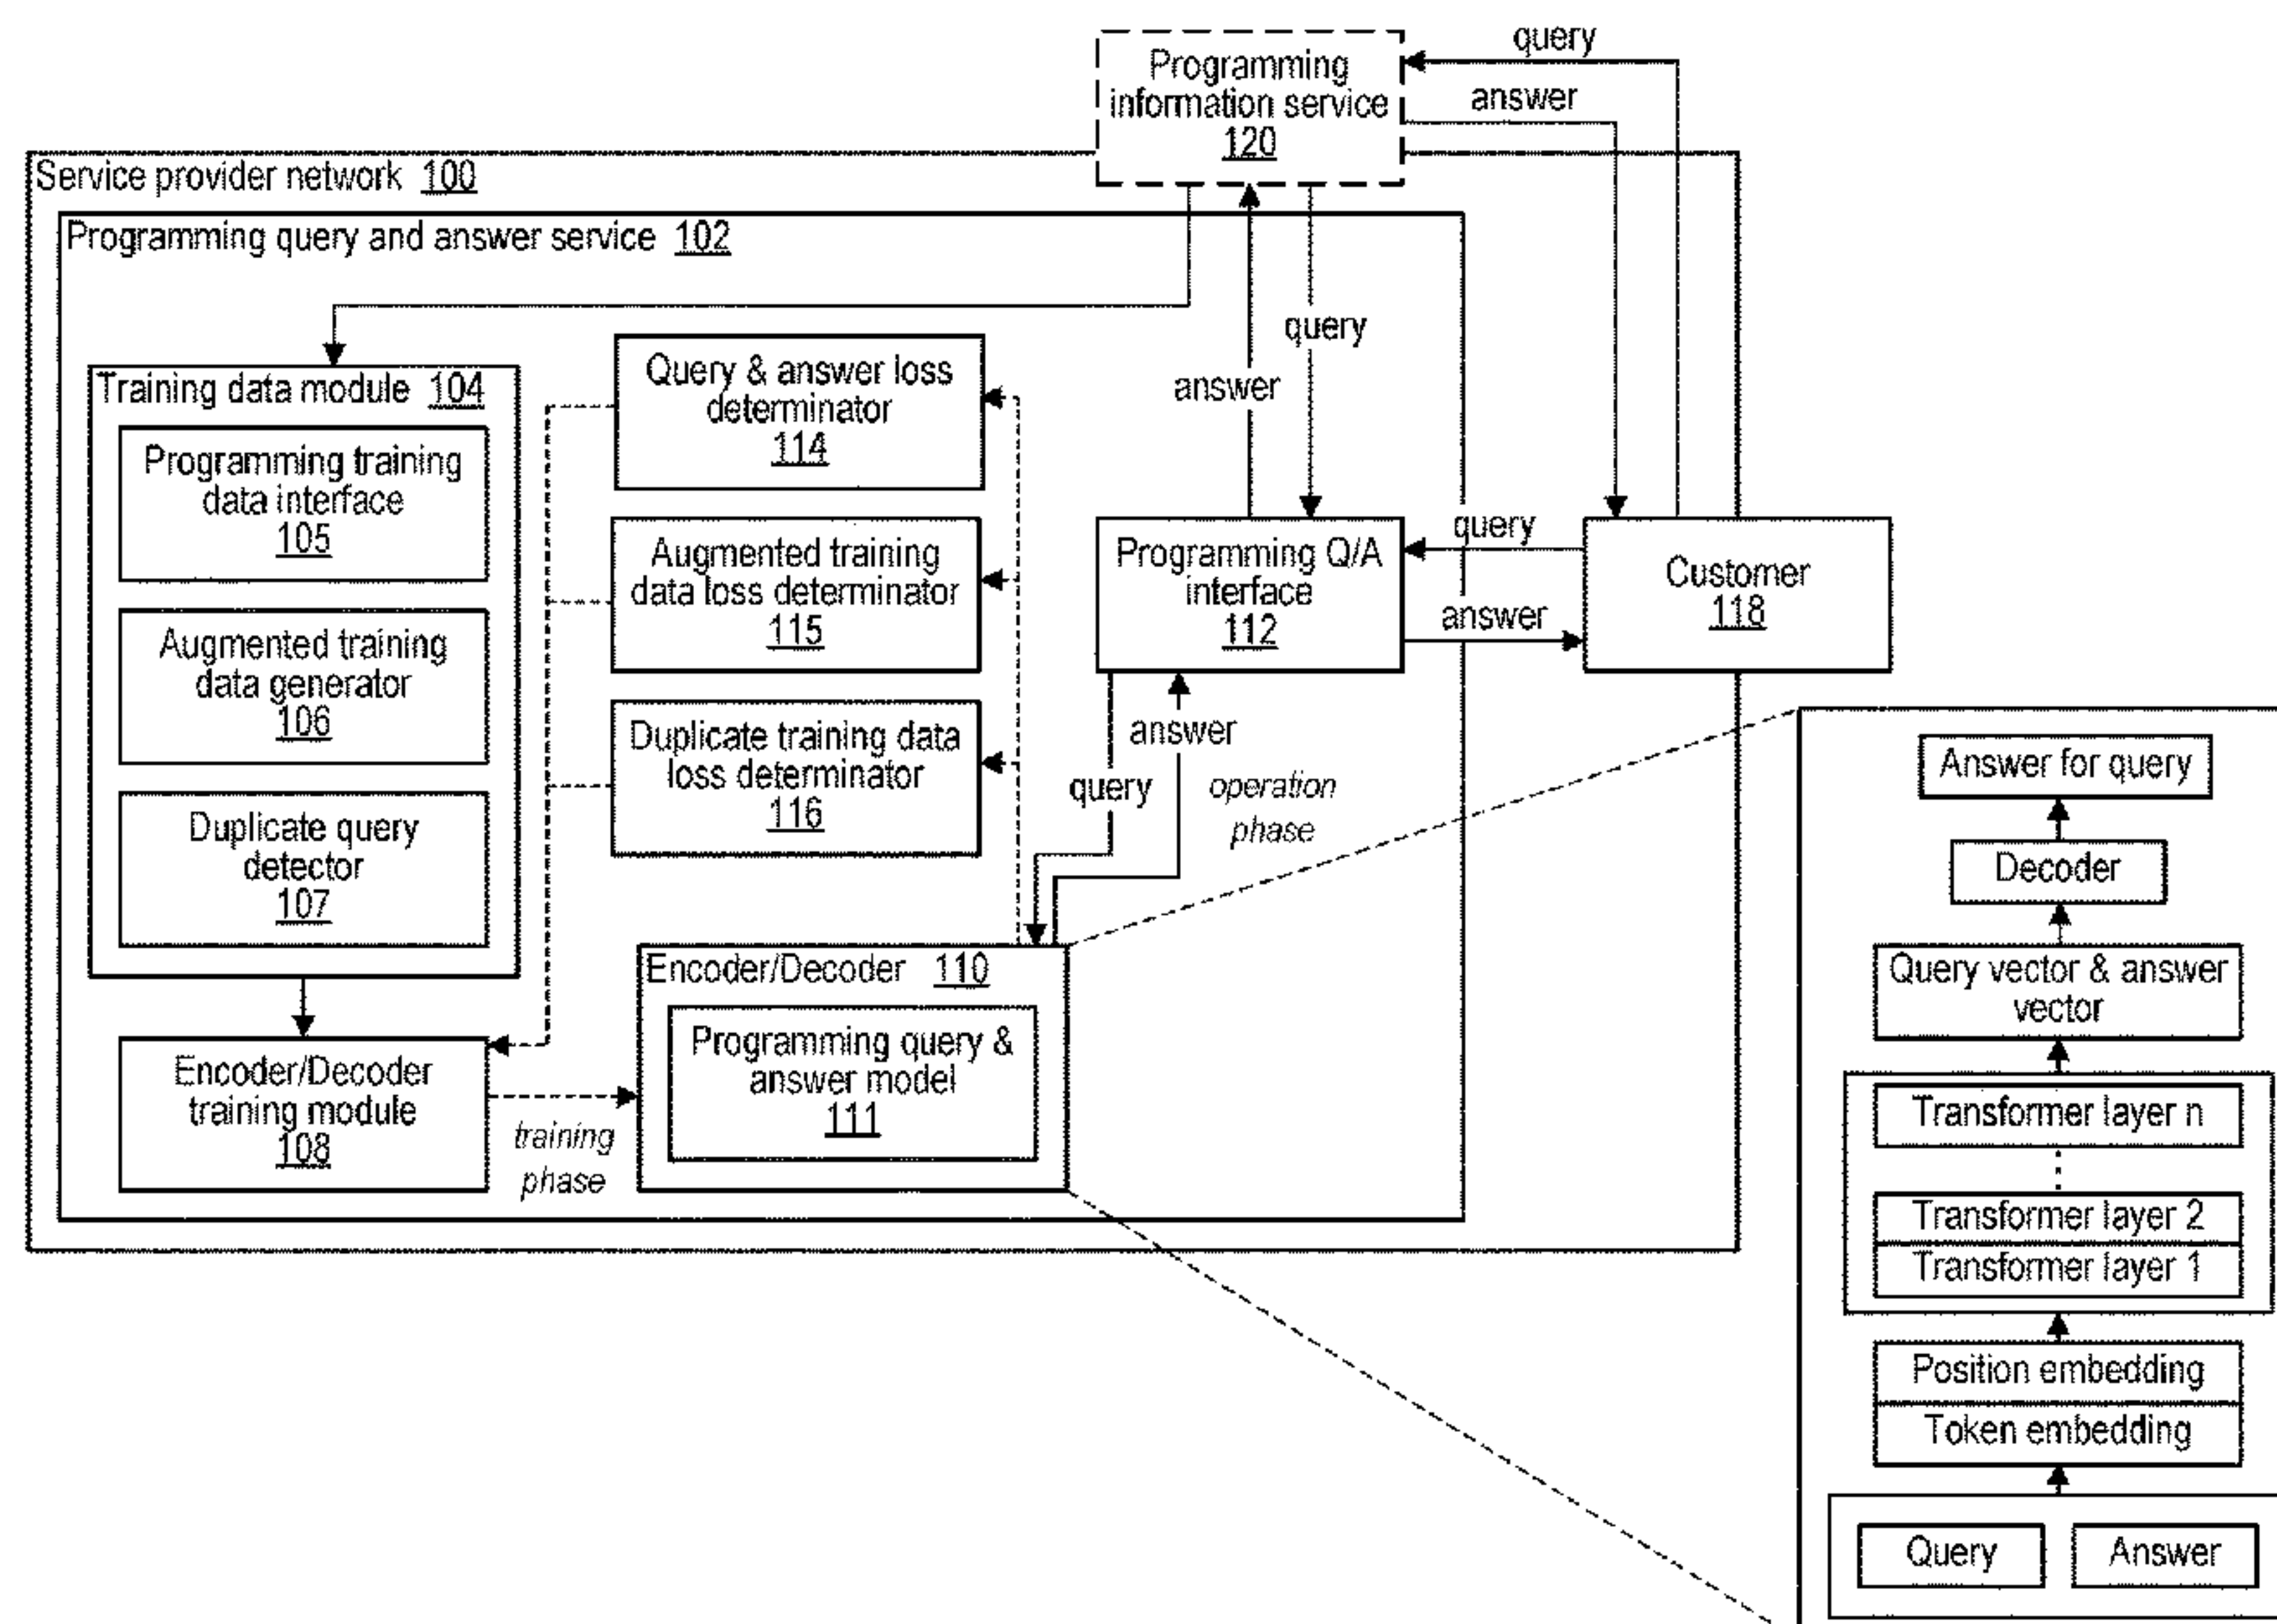 query
Programming
information service
120
answer
Service provider network 100
Programming query and answer service 102
query
answer
Training data module 104
Programming training
data interface
105
Augmented training
data generator
106
Duplicate query
detector
107
Query & answer loss
determinator
114
Augmented training
data loss determinator
115
Duplicate training data
loss determinator
116
Programming Q/A
interface
112
query
answer
Customer
118
answer
query
operation
phase
Encoder/Decoder
training module
108
training
phase
Encoder/Decoder 110
Programming query &
answer model
111
Answer for query
Decoder
Query vector & answer
vector
Transformer layer n
Transformer layer 2
Transformer layer 1
Position embedding
Token embedding
Query
Answer